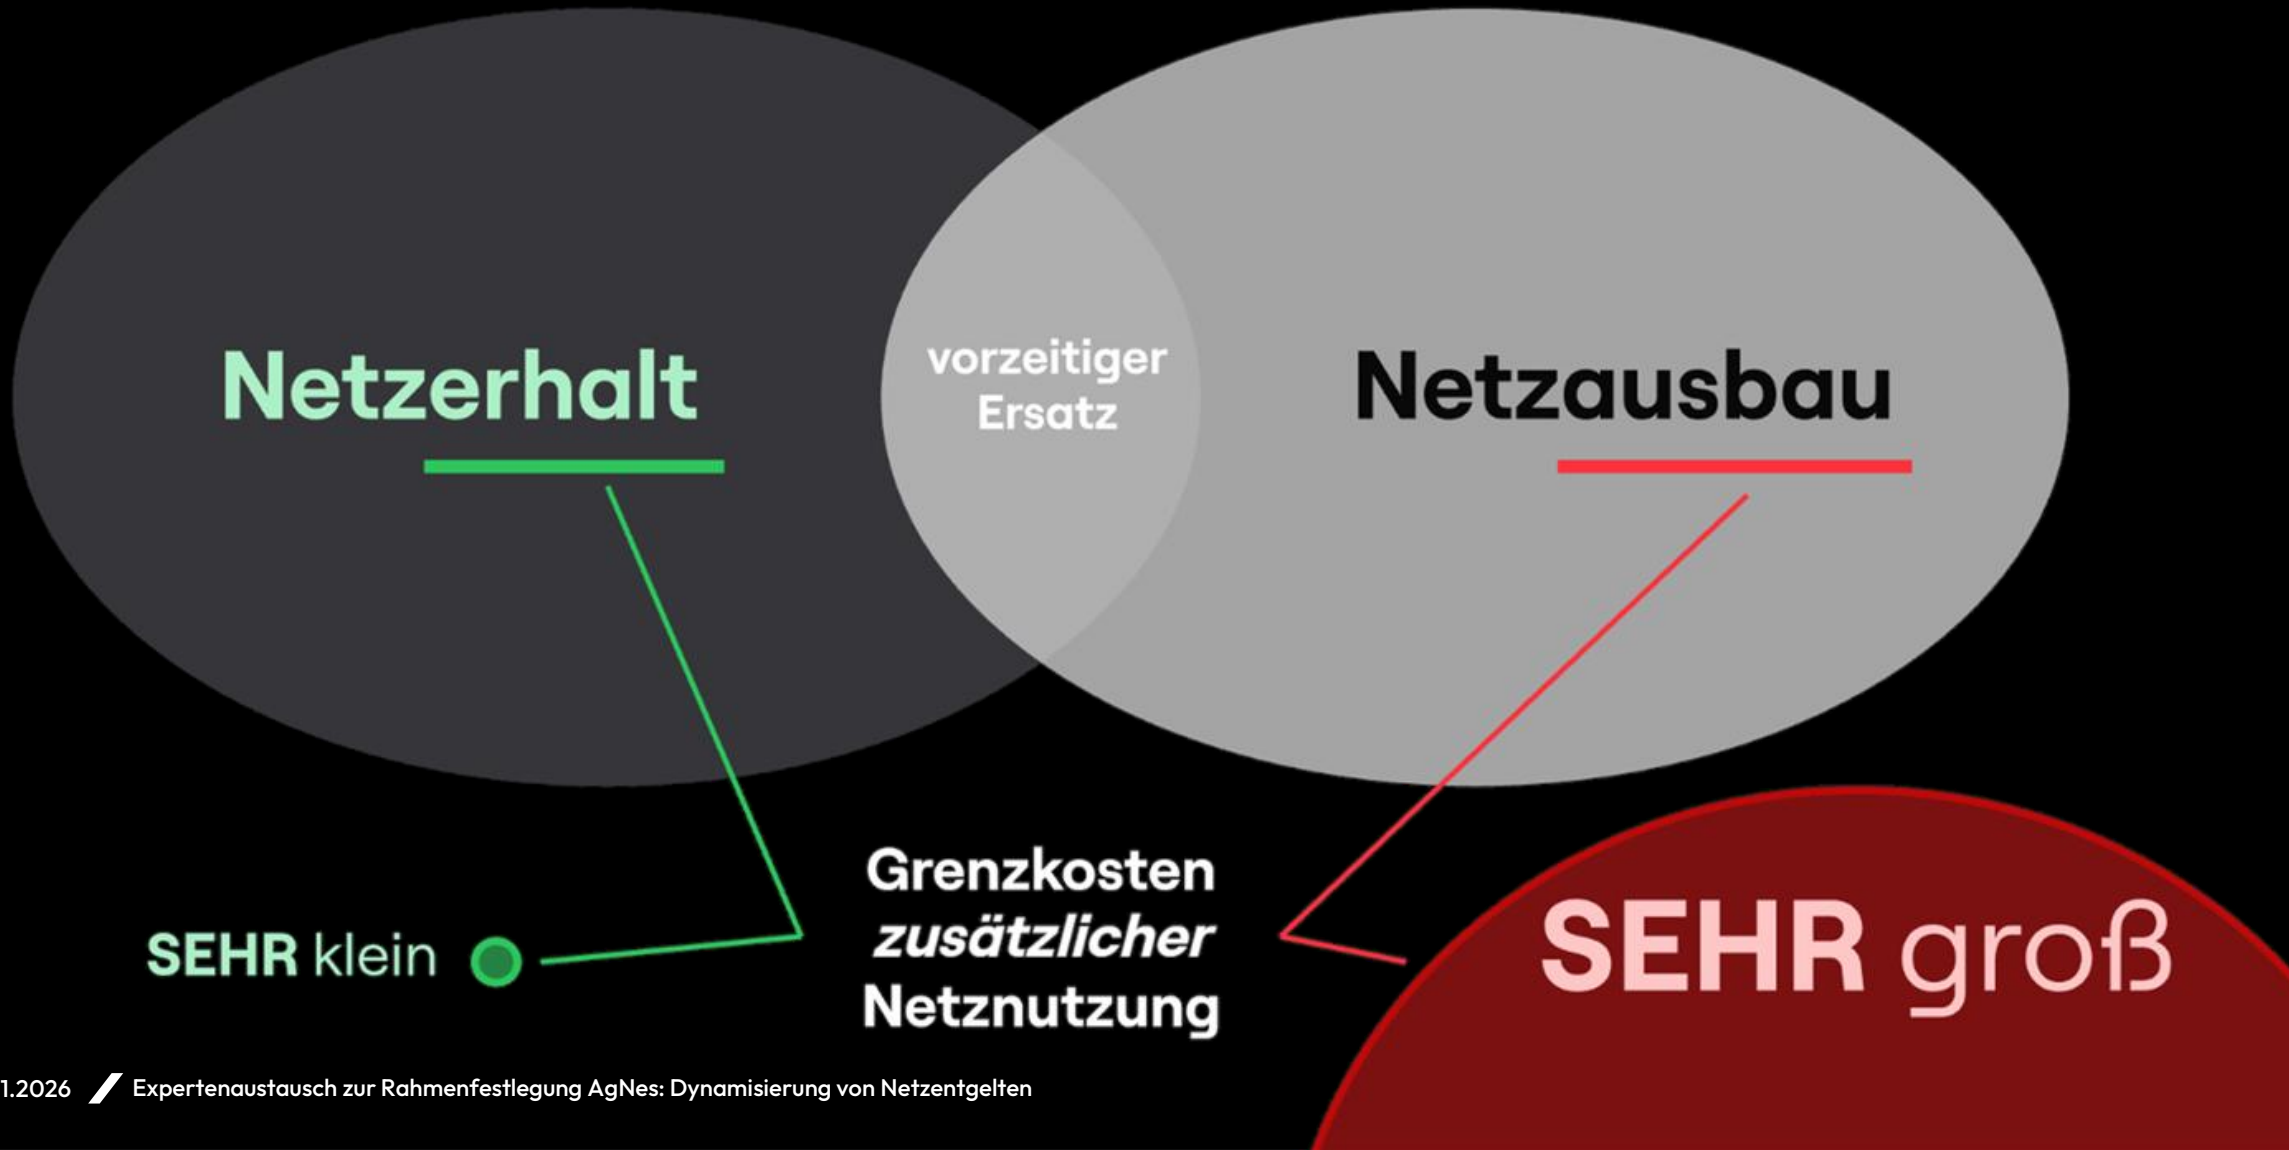 Netzerhalt
vorzeitiger
Ersatz
Netzausbau
Grenzkosten
zusätzlicher
Netznutzung
SEHR klein
SEHR groß
1.2026
Expertenaustausch zur Rahmenfestlegung AgNes: Dynamisierung von Netzentgelten